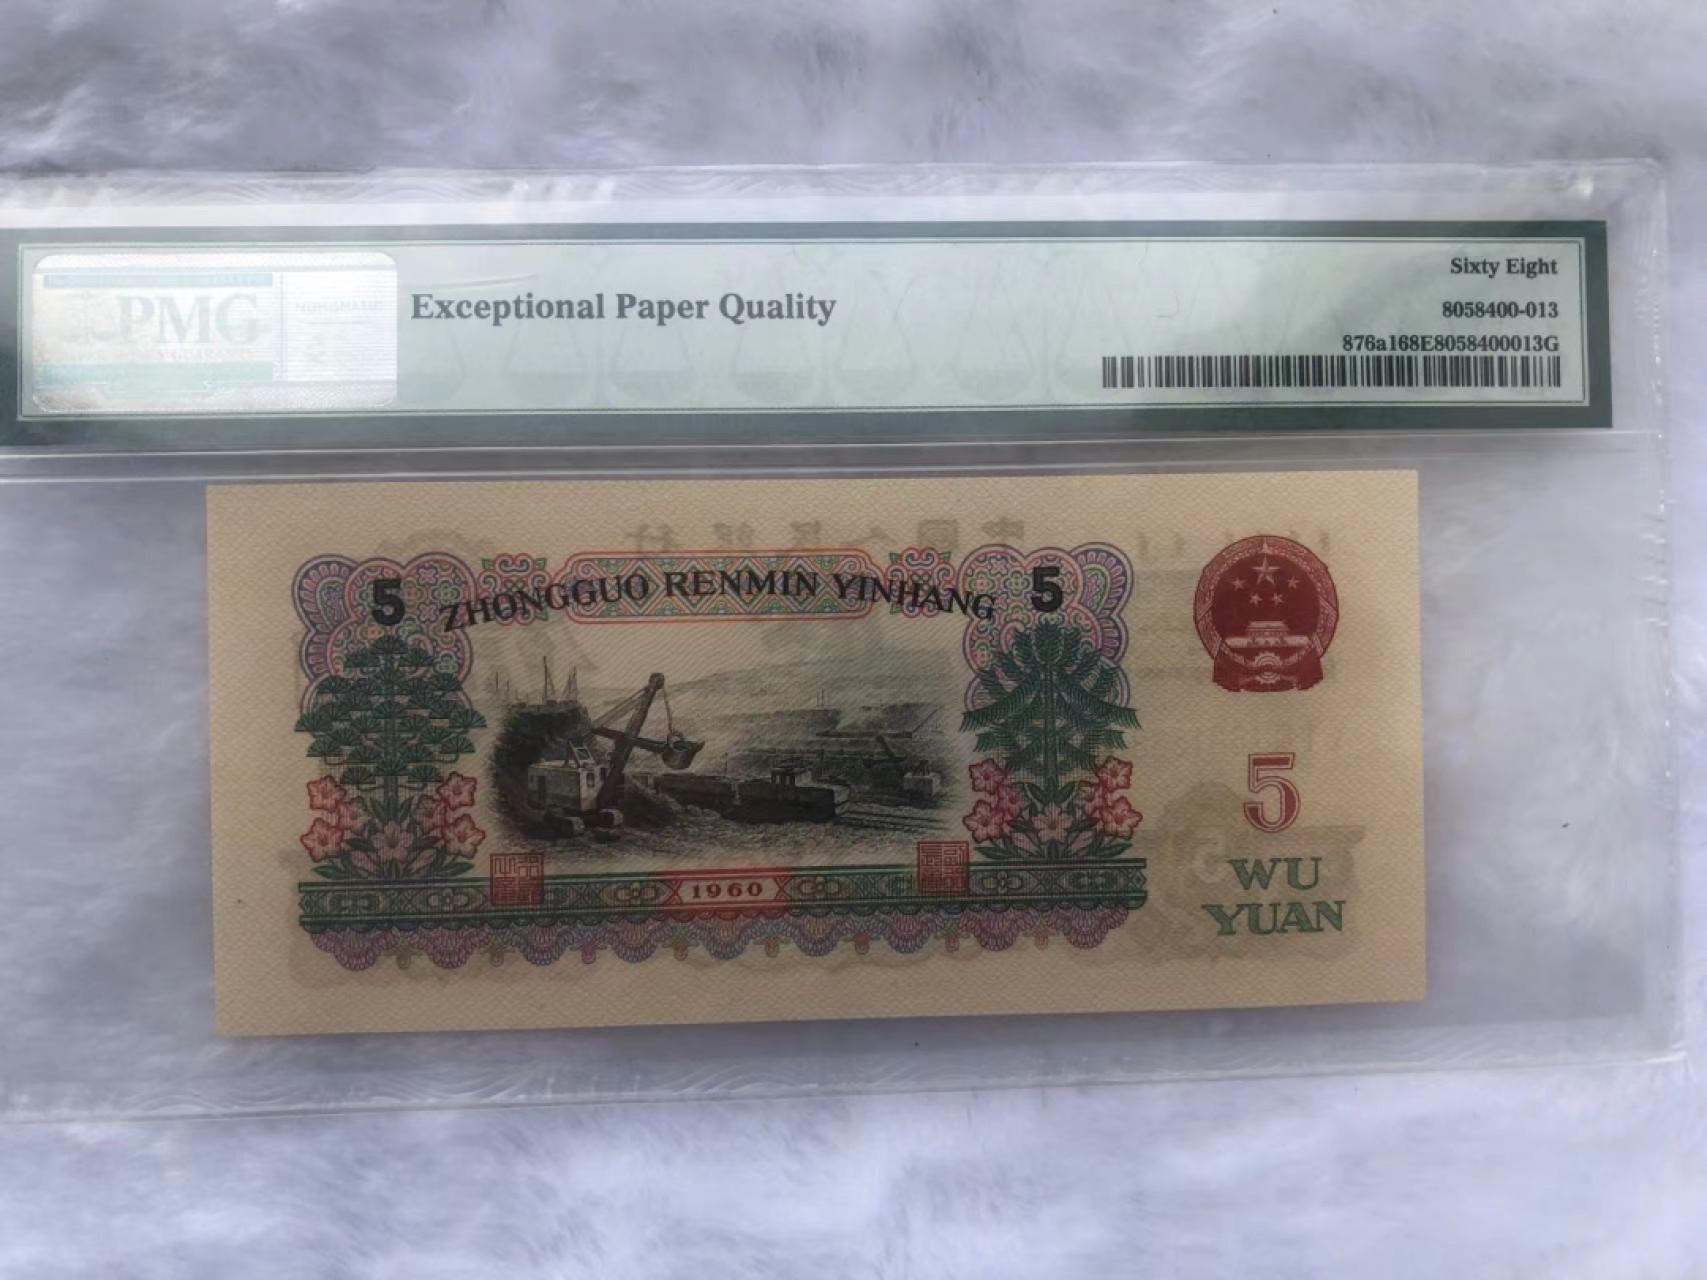 PMG
Exceptional Paper Quality
Sixty Eight
8058400-013
876a168E8058400013G
5 ZHONGGUO RENMIN YINHANG 5
5
WU
YUAN
1960